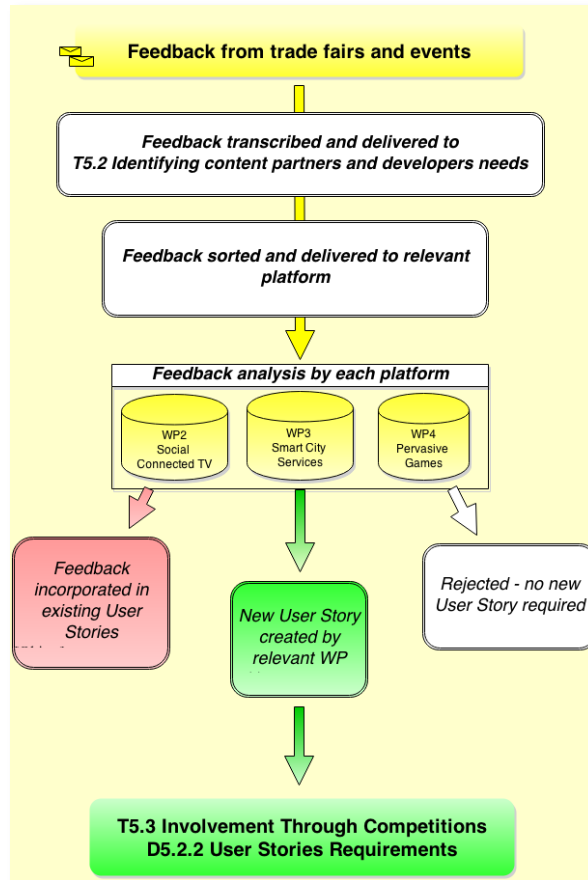 Feedback from trade fairs and events
Feedback transcribed and delivered to
T5.2 Identifying content partners and developers needs
Feedback sorted and delivered to relevant
platform
Feedback analysis by each platform
WP2
Social
Connected TV
WP3
Smart City
Services
WP4
Pervasive
Games
Feedback
incorporated in
existing User
Stories
New User Story
created by
relevant WP
Rejected - no new
User Story required
T5.3 Involvement Through Competitions
D5.2.2 User Stories Requirements